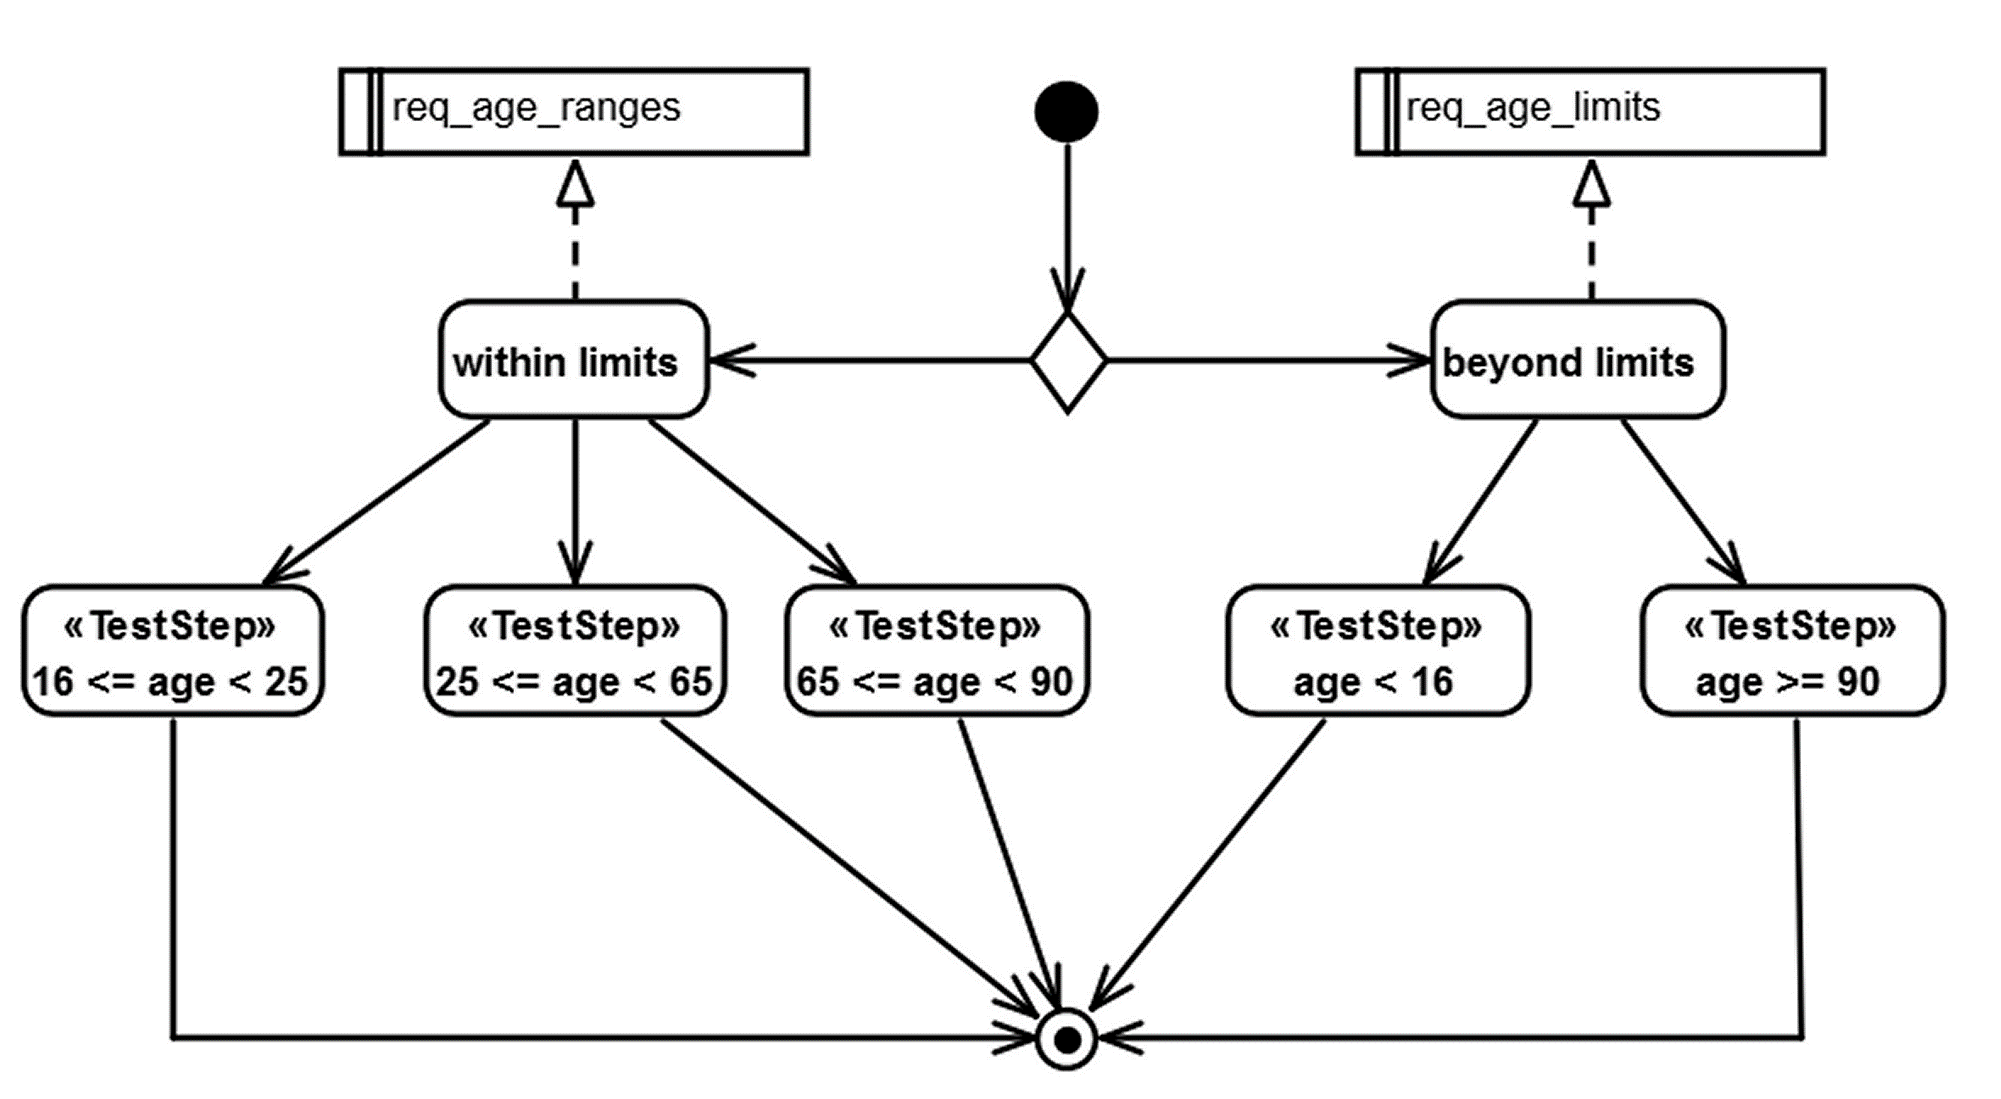 req_age_ranges
req_age_limits
within limits
beyond limits
«TestStep»
16 <= age < 25
«TestStep»
25 <= age < 65
«TestStep»
65 <= age < 90
«TestStep»
age < 16
«TestStep»
age >= 90